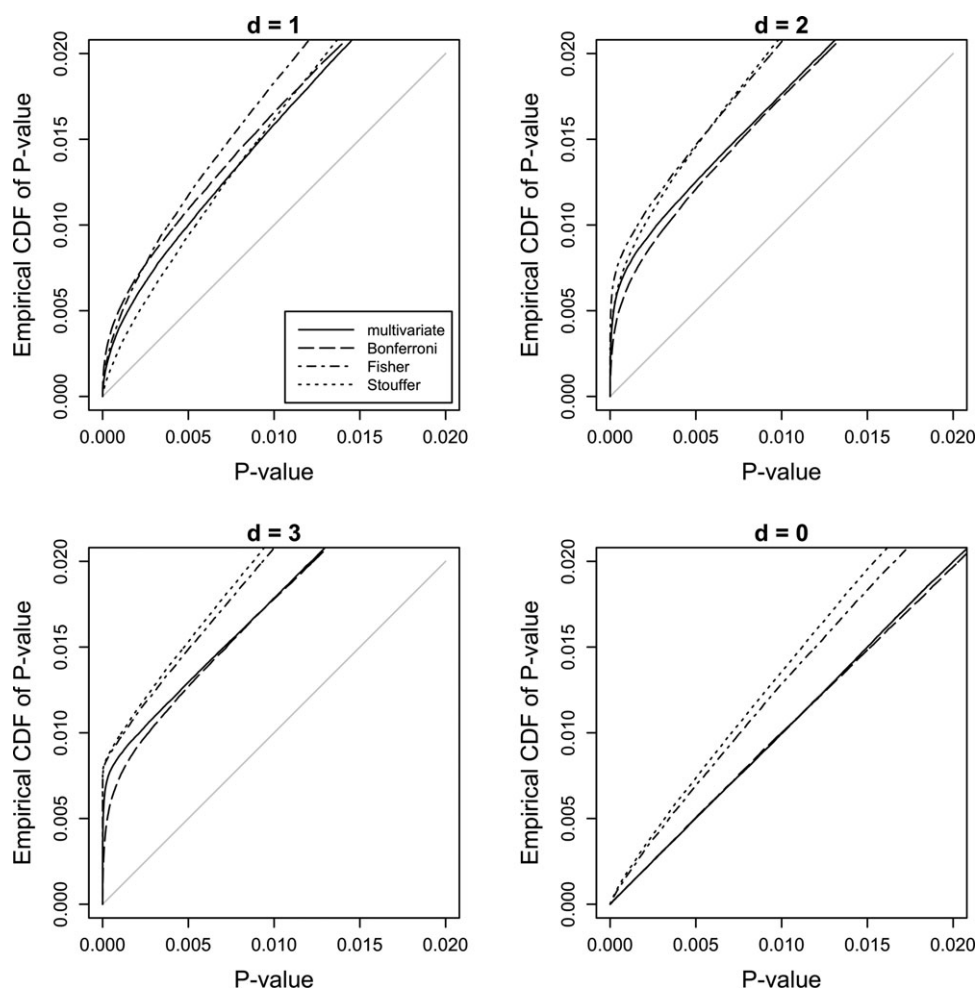 d = 1
Empirical CDF of P-value
0.020
0.015
0.010
0.005
0.000
multivariate
Bonferroni
Fisher
Stouffer
0.000 0.005 0.010 0.015 0.020
P-value
d = 2
Empirical CDF of P-value
0.020
0.015
0.010
0.005
0.000
0.000 0.005 0.010 0.015 0.020
P-value
d = 3
Empirical CDF of P-value
0.020
0.015
0.010
0.005
0.000
0.000 0.005 0.010 0.015 0.020
P-value
d = 0
Empirical CDF of P-value
0.020
0.015
0.010
0.005
0.000
0.000 0.005 0.010 0.015 0.020
P-value